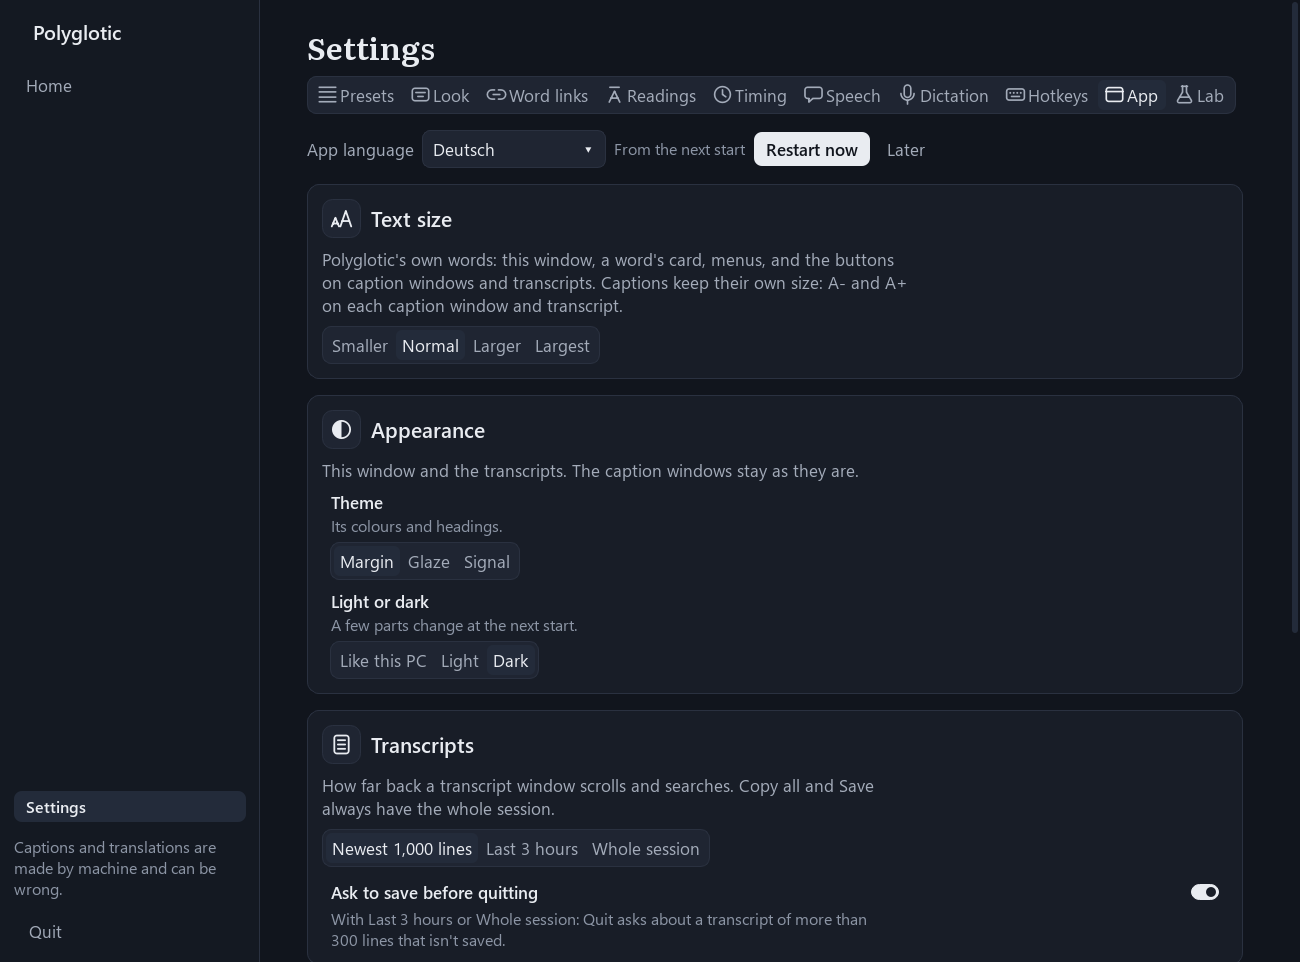 Polyglotic
Home
Settings
Presets Look Word links Readings Timing Speech Dictation Hotkeys App Lab
App language Deutsch From the next start Restart now Later
Text size
Polyglotic's own words: this window, a word's card, menus, and the buttons
on caption windows and transcripts. Captions keep their own size: A- and A+
on each caption window and transcript.
Smaller Normal Larger Largest
Appearance
This window and the transcripts. The caption windows stay as they are.
Theme
Its colours and headings.
Margin Glaze Signal
Light or dark
A few parts change at the next start.
Like this PC Light Dark
Transcripts
How far back a transcript window scrolls and searches. Copy all and Save
always have the whole session.
Newest 1,000 lines Last 3 hours Whole session
Ask to save before quitting
With Last 3 hours or Whole session: Quit asks about a transcript of more than
300 lines that isn't saved.
Settings
Captions and translations are
made by machine and can be
wrong.
Quit